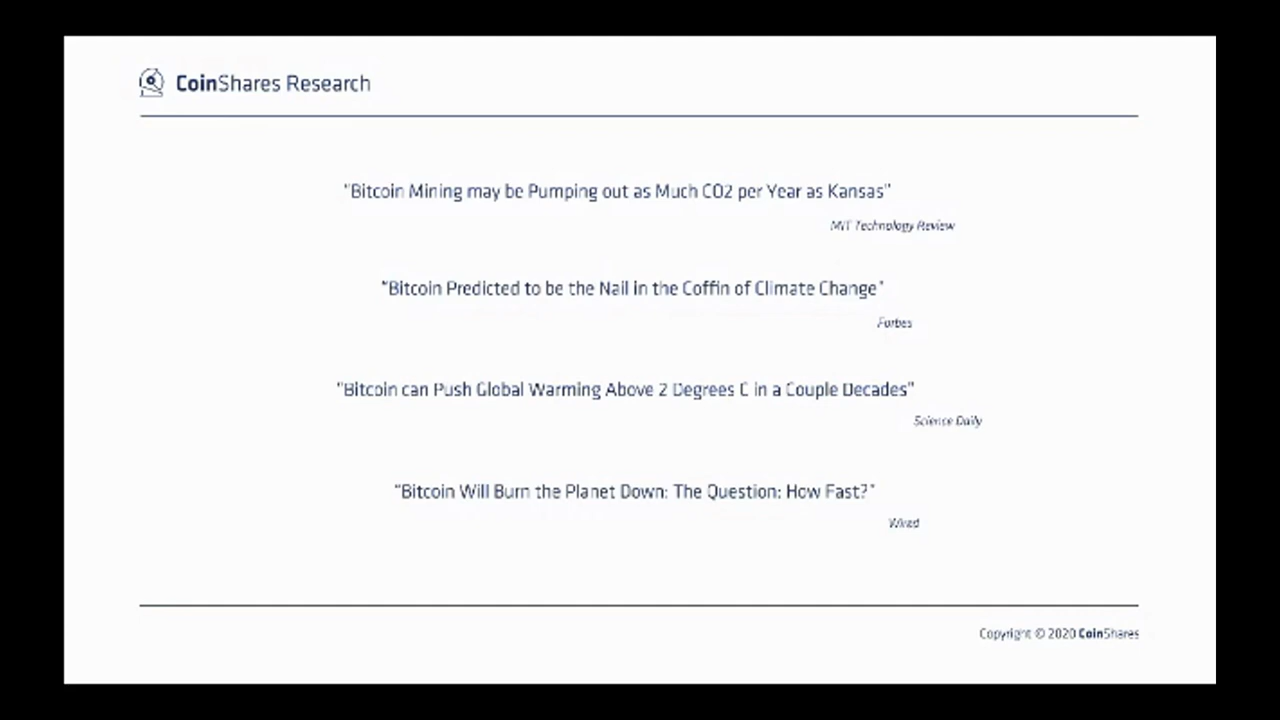 CoinShares Research
"Bitcoin Mining may be Pumping out as Much CO2 per Year as Kansas"
MIT Technology Review
"Bitcoin Predicted to be the Nail in the Coffin of Climate Change"
Forbes
"Bitcoin can Push Global Warming Above 2 Degrees C in a Couple Decades"
Science Daily
"Bitcoin Will Burn the Planet Down: The Question: How Fast?"
Wired
Copyright © 2020 CoinShares